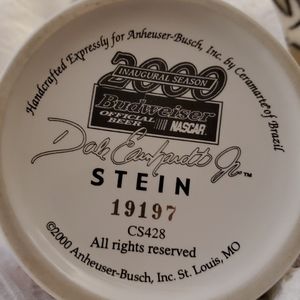 Handcrafted Expressly for Anheuser-Busch, Inc. by Ceramarte of Brazil
2000
INAUGURAL SEASON
Budweiser
OFFICIAL BEER NASCAR
Dale Earnhardt Jr.™
STEIN
19197
CS428
All rights reserved
©2000 Anheuser-Busch, Inc. St. Louis, MO